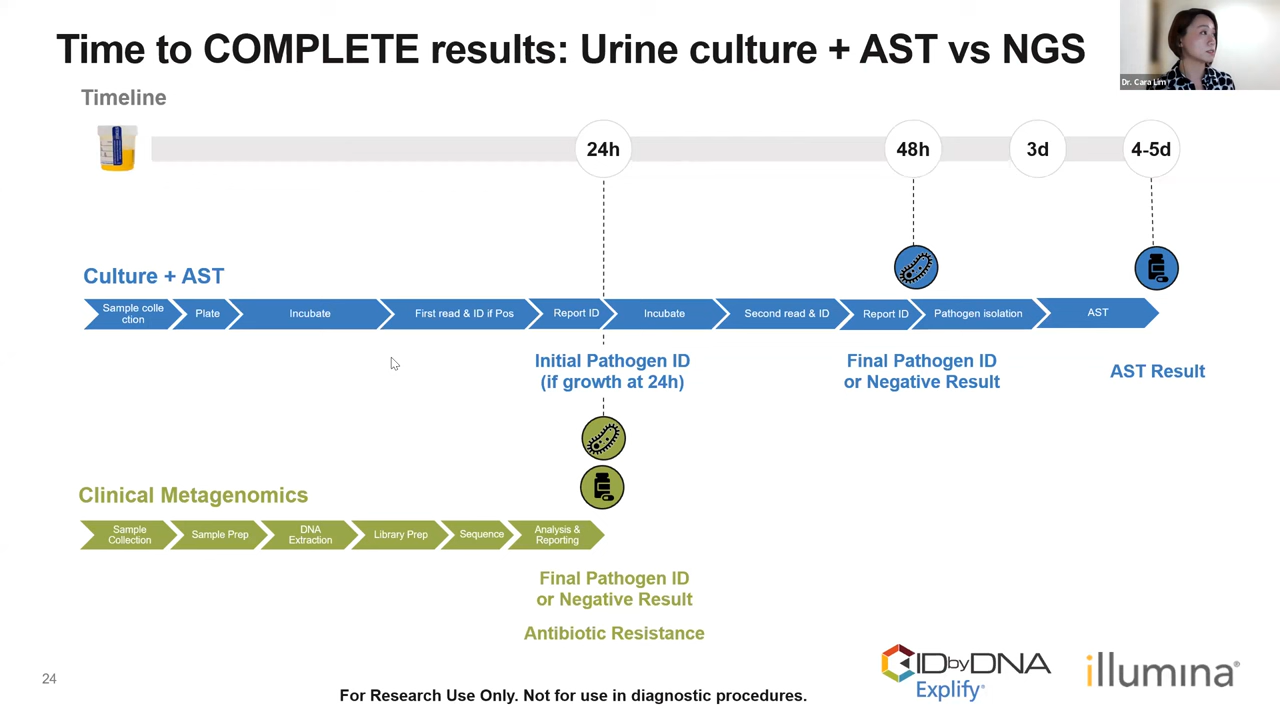 Time to COMPLETE results: Urine culture + AST vs NGS
Dr. Cara Lim
Timeline
24h
48h
3d
4-5d
Culture + AST
Sample colle
ction
Plate
Incubate
First read & ID if Pos
Report ID
Incubate
Second read & ID
Report ID
Pathogen isolation
AST
Initial Pathogen ID
(if growth at 24h)
Final Pathogen ID
or Negative Result
AST Result
Clinical Metagenomics
Sample
Collection
Sample Prep
DNA
Extraction
Library Prep
Sequence
Analysis &
Reporting
Final Pathogen ID
or Negative Result
Antibiotic Resistance
24
For Research Use Only. Not for use in diagnostic procedures.
IDbyDNA
Explify®
illumina®